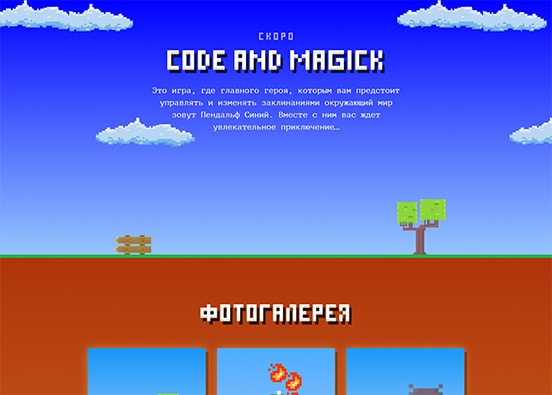 СКОРО
CODE AND MAGICK
Это игра, где главного героя, которым вам предстоит
управлять и изменять заклинаниями окружающий мир
зовут Пендальф Синий. Вместе с ним вас ждет
увлекательное приключение…
ФОТОГАЛЕРЕЯ